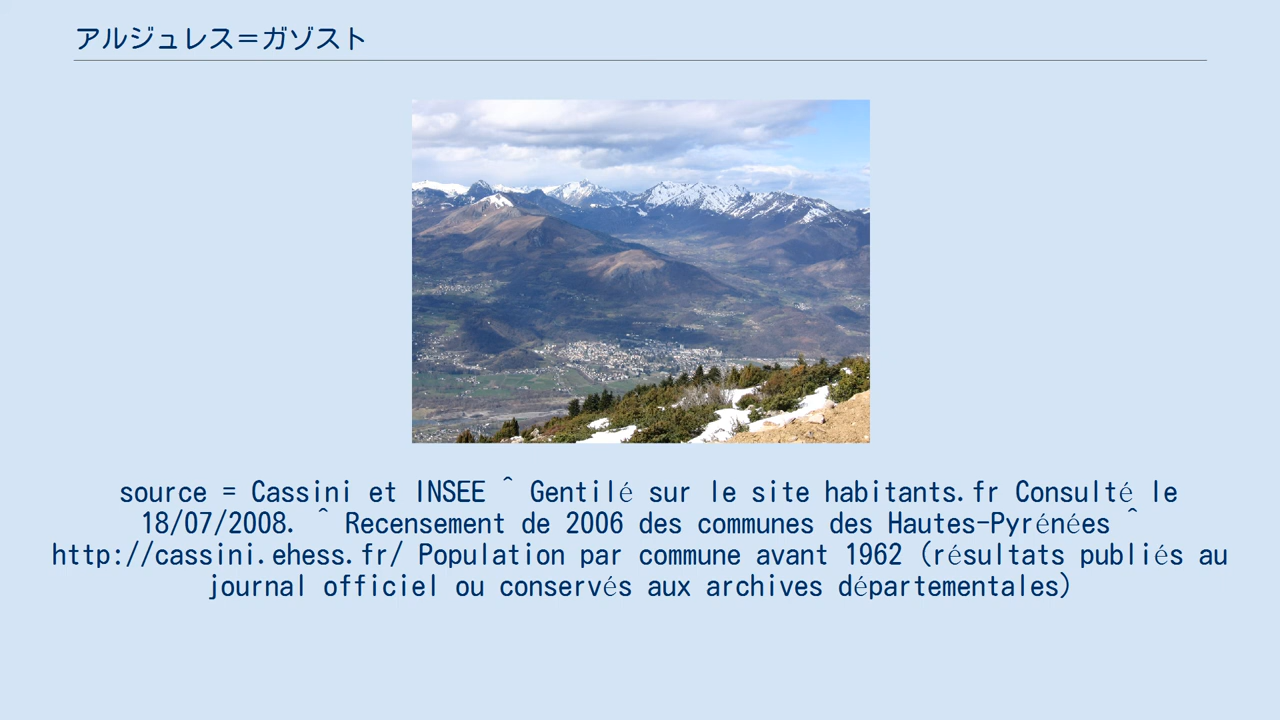 アルジュレス＝ガゾスト
source = Cassini et INSEE ^ Gentilé sur le site habitants.fr Consulté le
18/07/2008. ^ Recensement de 2006 des communes des Hautes-Pyrénées ^
http://cassini.ehess.fr/ Population par commune avant 1962 (résultats publiés au
journal officiel ou conservés aux archives départementales)